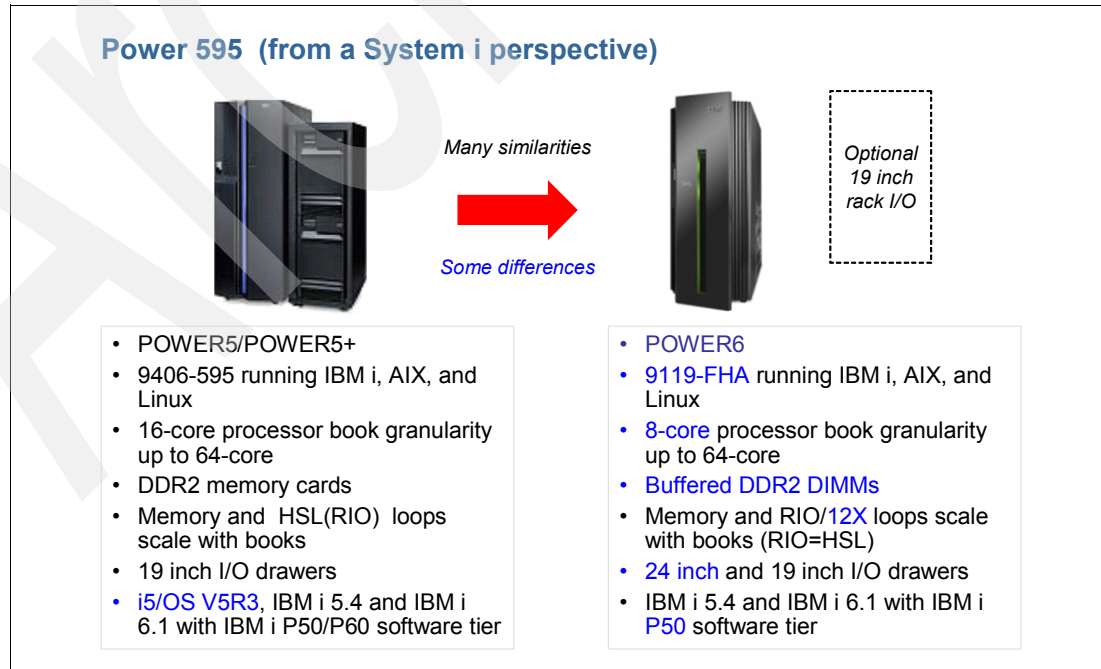 Power 595 (from a System i perspective)
Many similarities
Some differences
Optional
19 inch
rack I/O
• POWER5/POWER5+
• 9406-595 running IBM i, AIX, and
Linux
• 16-core processor book granularity
up to 64-core
• DDR2 memory cards
• Memory and HSL(RIO) loops
scale with books
• 19 inch I/O drawers
• i5/OS V5R3, IBM i 5.4 and IBM i
6.1 with IBM i P50/P60 software tier
• POWER6
• 9119-FHA running IBM i, AIX, and
Linux
• 8-core processor book granularity
up to 64-core
• Buffered DDR2 DIMMs
• Memory and RIO/12X loops scale
with books (RIO=HSL)
• 24 inch and 19 inch I/O drawers
• IBM i 5.4 and IBM i 6.1 with IBM i
P50 software tier